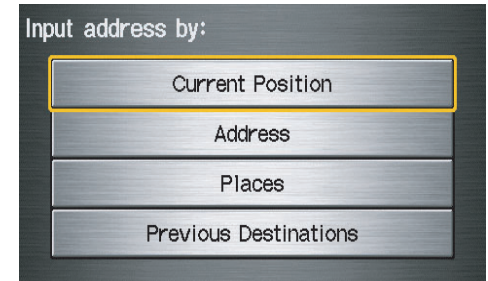 Input address by:
Current Position
Address
Places
Previous Destinations